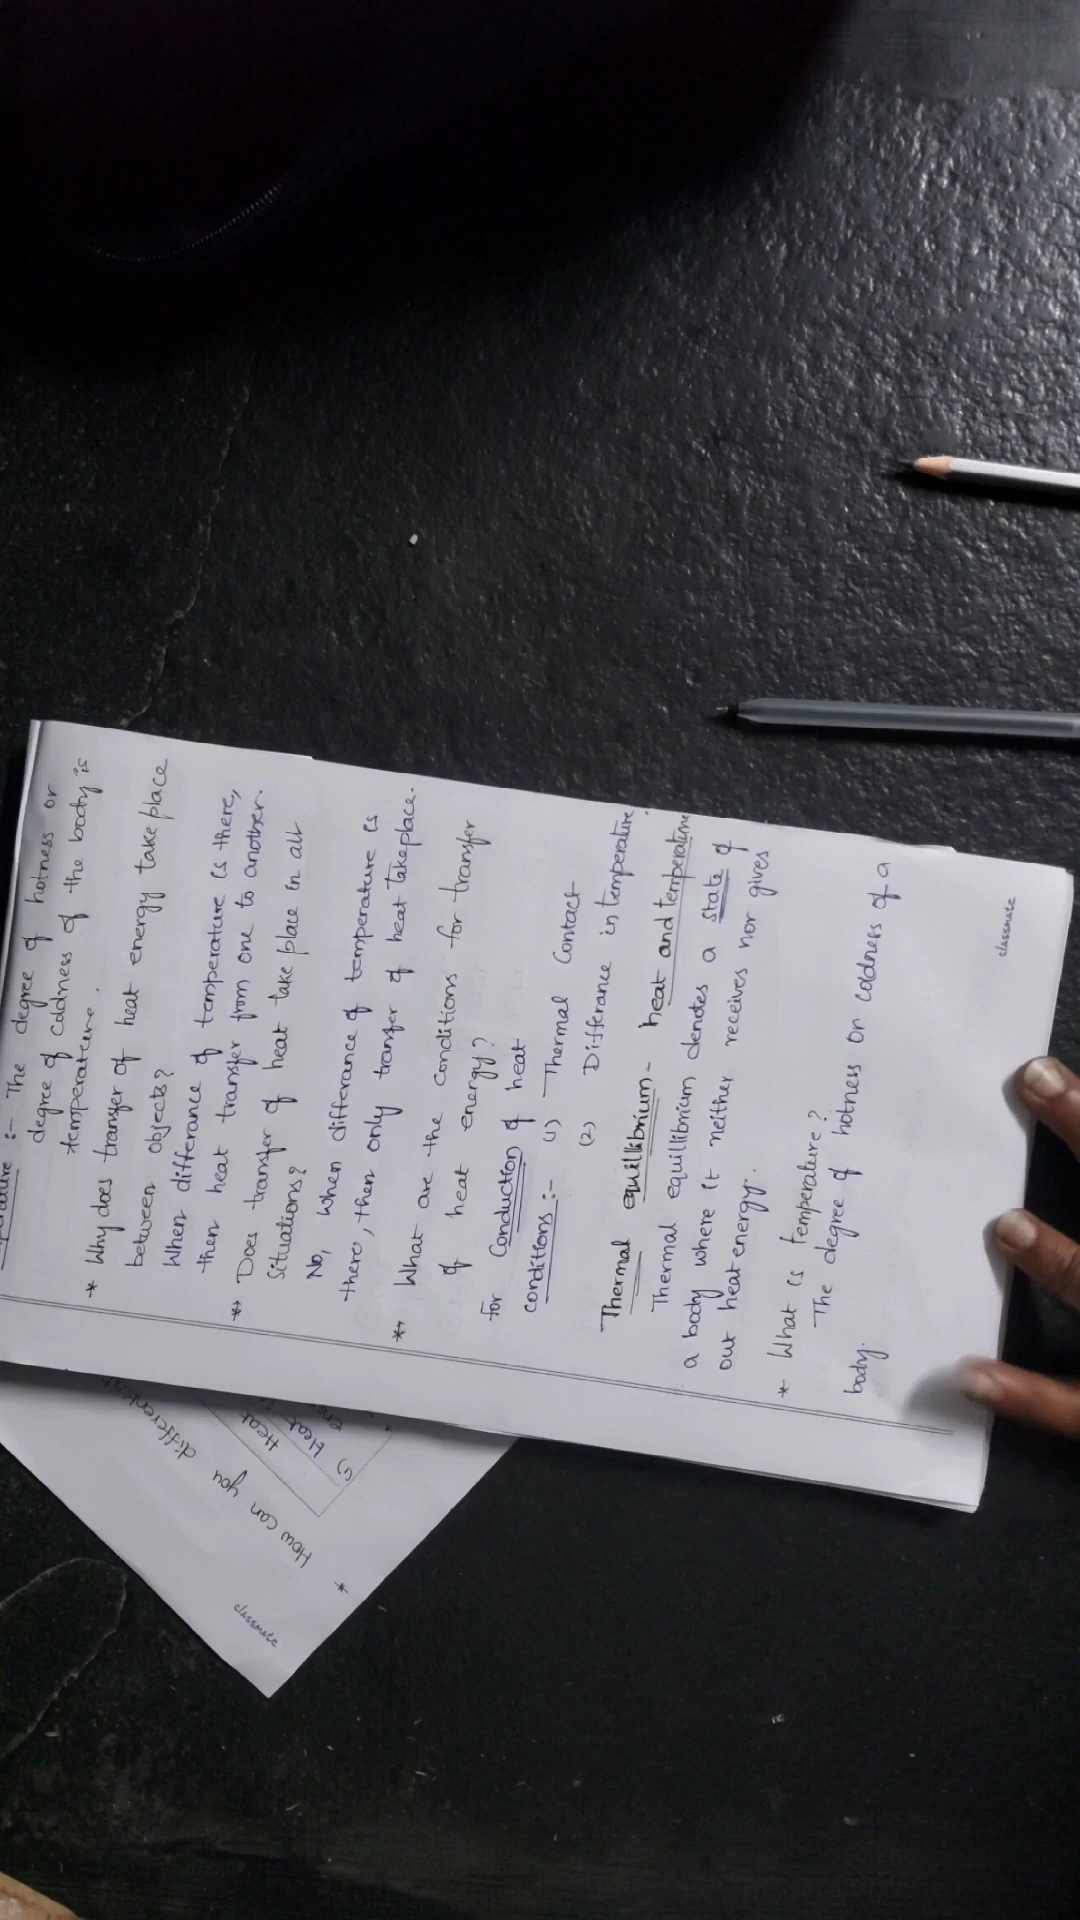 :- The degree of hotness or
degree of coldness of the body is
temperature.
* Why does transfer of heat energy take place
between objects?
When differance of temperature is there,
then heat transfer from one to another.
* Does transfer of heat take place in all
situations?
No, When differance of temperature is
there, then only transfer of heat takeplace.
* What are the conditions for transfer
of heat energy?
for Conduction of heat
conditions :- (1) Thermal Contact
(2) Differance in temperature
Thermal equillibrium - heat and temperature
Thermal equillibrium denotes a state of
a body where it neither receives nor gives
out heat energy.
* What is temperature?
The degree of hotness or coldness of a
body.
classmate
* How can you
Heat
(1) Heat
classmate